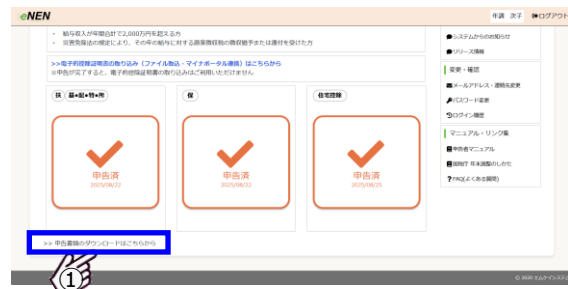 eNEN
年調 次子 ログアウト
・ 給与収入が年間合計で2,000万円を超える方
・ 災害免除法の規定により、その年の給与に対する源泉徴収税の徴収猶予または還付を受けた方
>>電子的控除証明書の取り込み（ファイル取込・マイナポータル連携）はこちらから
※申告が完了すると、電子的控除証明書の取り込みはご利用いただけません
扶 基・配・特・所
保
住宅控除
申告済
2025/08/22
申告済
2025/08/22
申告済
2025/08/25
>> 申告書類のダウンロードはこちらから
①
システムからのお知らせ
リリース情報
変更・確認
メールアドレス・連絡先変更
パスワード変更
ログイン履歴
マニュアル・リンク集
申告者マニュアル
国税庁 年末調整のしかた
FAQ(よくある質問)